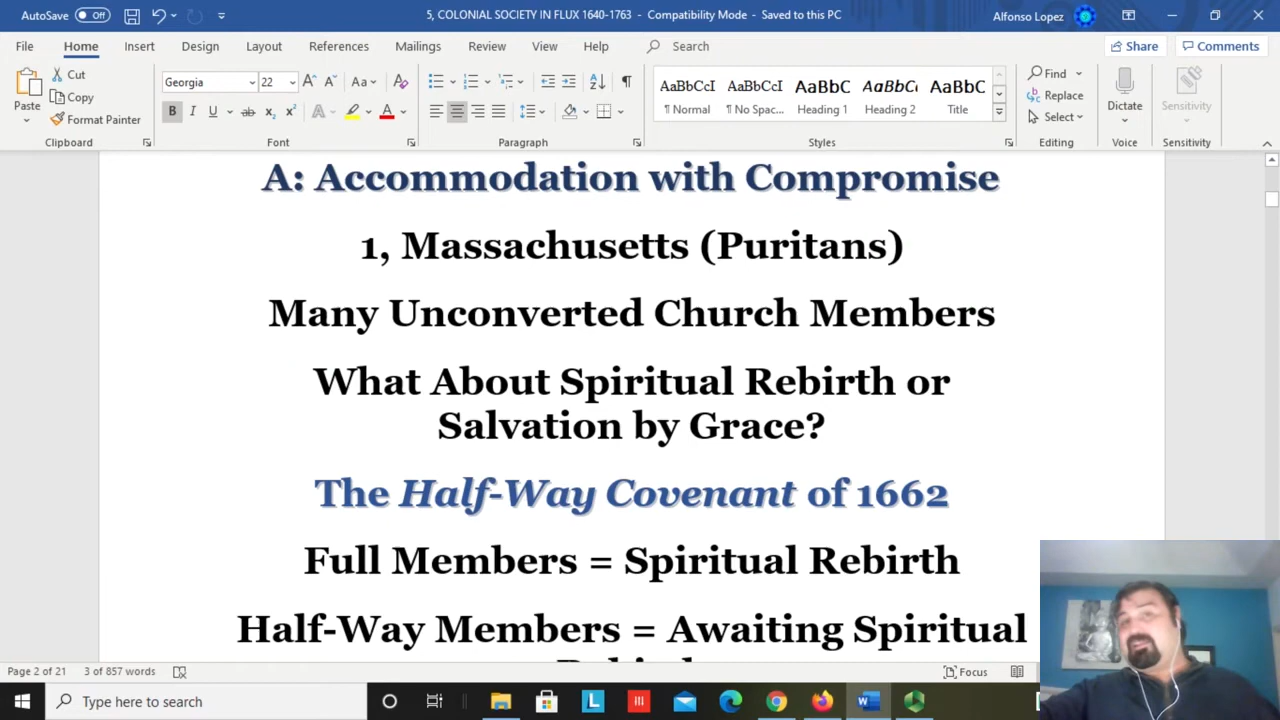 AutoSave Off 5, COLONIAL SOCIETY IN FLUX 1640-1763 - Compatibility Mode - Saved to this PC Alfonso Lopez
File Home Insert Design Layout References Mailings Review View Help Search Share Comments
Paste Cut Copy Format Painter
Georgia 22
AaBbCcI AaBbCcI AaBbC AaBbCc AaBbC
¶ Normal ¶ No Spac... Heading 1 Heading 2 Title
Find Replace Select Dictate Sensitivity
Clipboard Font Paragraph Styles Editing Voice Sensitivity
A: Accommodation with Compromise
1, Massachusetts (Puritans)
Many Unconverted Church Members
What About Spiritual Rebirth or
Salvation by Grace?
The Half-Way Covenant of 1662
Full Members = Spiritual Rebirth
Half-Way Members = Awaiting Spiritual
Page 2 of 21 3 of 857 words Focus
Type here to search